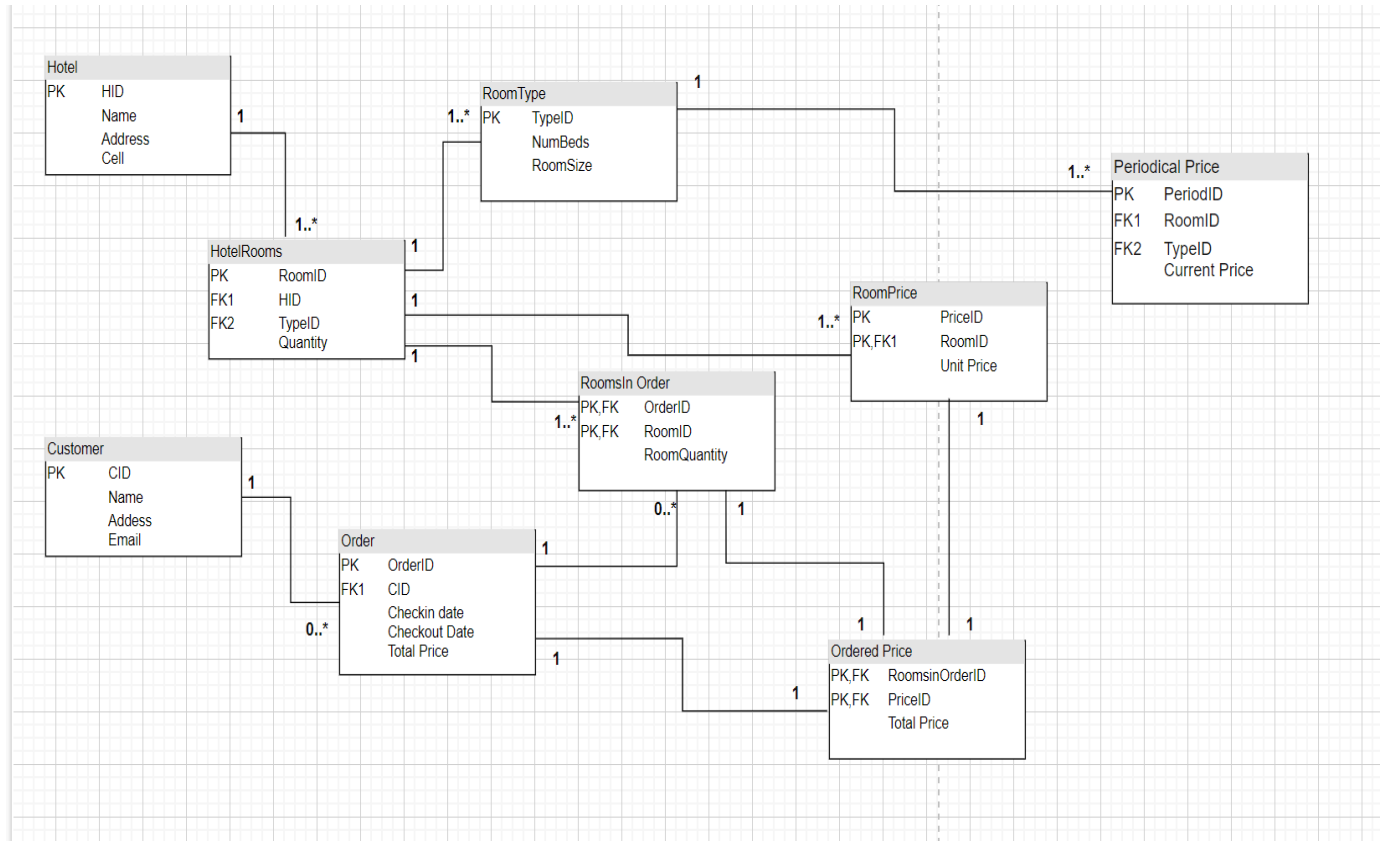 Hotel
PK HID
Name
Address
Cell
1
1..*
RoomType
PK TypeID
NumBeds
RoomSize
1..*
1
Periodical Price
PK PeriodID
FK1 RoomID
FK2 TypeID
Current Price
1..*
HotelRooms
PK RoomID
FK1 HID
FK2 TypeID
Quantity
1
1
1
RoomPrice
PK PriceID
PK,FK1 RoomID
Unit Price
1..*
1
RoomsIn Order
PK,FK OrderID
PK,FK RoomID
RoomQuantity
1..*
0..*
1
Customer
PK CID
Name
Addess
Email
1
0..*
Order
PK OrderID
FK1 CID
Checkin date
Checkout Date
Total Price
1
1
1
1
1
Ordered Price
PK,FK RoomsinOrderID
PK,FK PriceID
Total Price